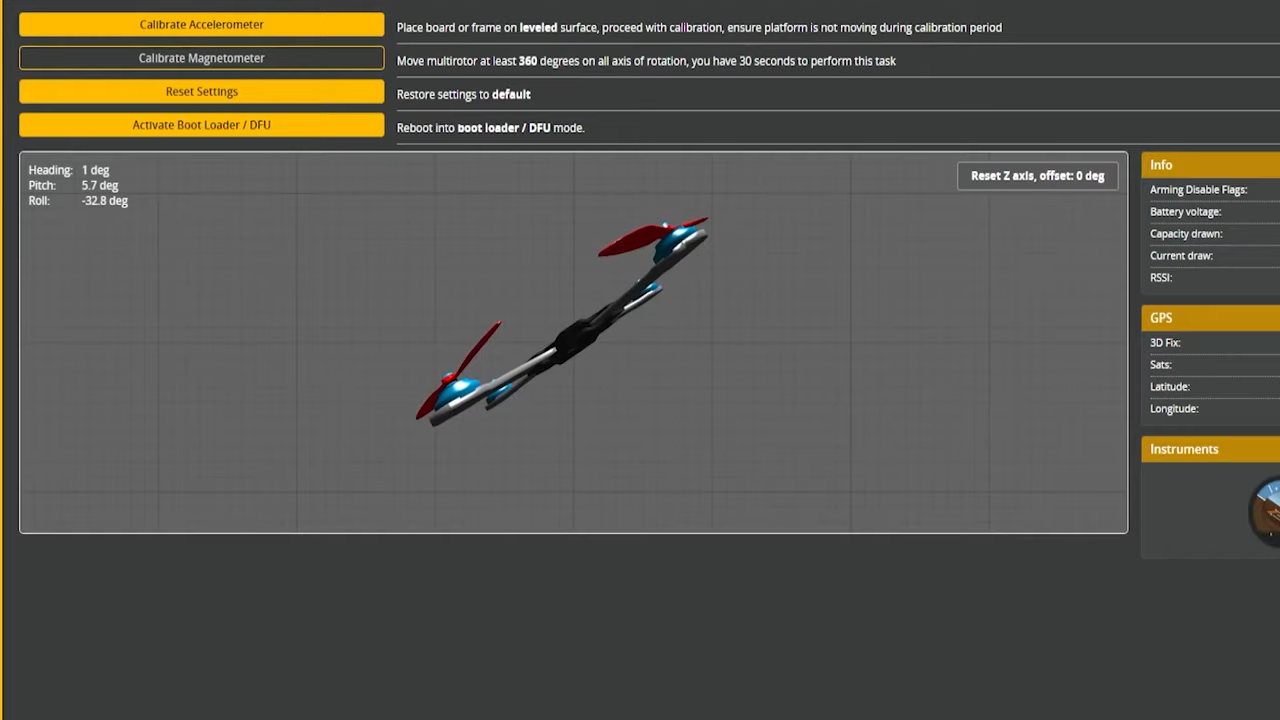 Calibrate Accelerometer
Place board or frame on leveled surface, proceed with calibration, ensure platform is not moving during calibration period
Calibrate Magnetometer
Move multirotor at least 360 degrees on all axis of rotation, you have 30 seconds to perform this task
Reset Settings
Restore settings to default
Activate Boot Loader / DFU
Reboot into boot loader / DFU mode.
Heading: 1 deg
Pitch: 5.7 deg
Roll: -32.8 deg
Reset Z axis, offset: 0 deg
Info
Arming Disable Flags:
Battery voltage:
Capacity drawn:
Current draw:
RSSI:
GPS
3D Fix:
Sats:
Latitude:
Longitude:
Instruments